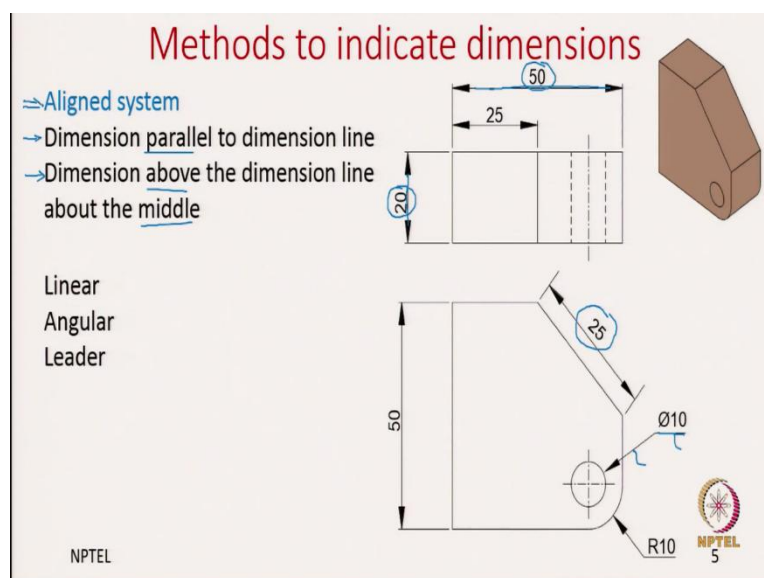 Methods to indicate dimensions
Aligned system
Dimension parallel to dimension line
Dimension above the dimension line
about the middle
Linear
Angular
Leader
50
25
20
25
50
Ø10
R10
NPTEL
NPTEL
5